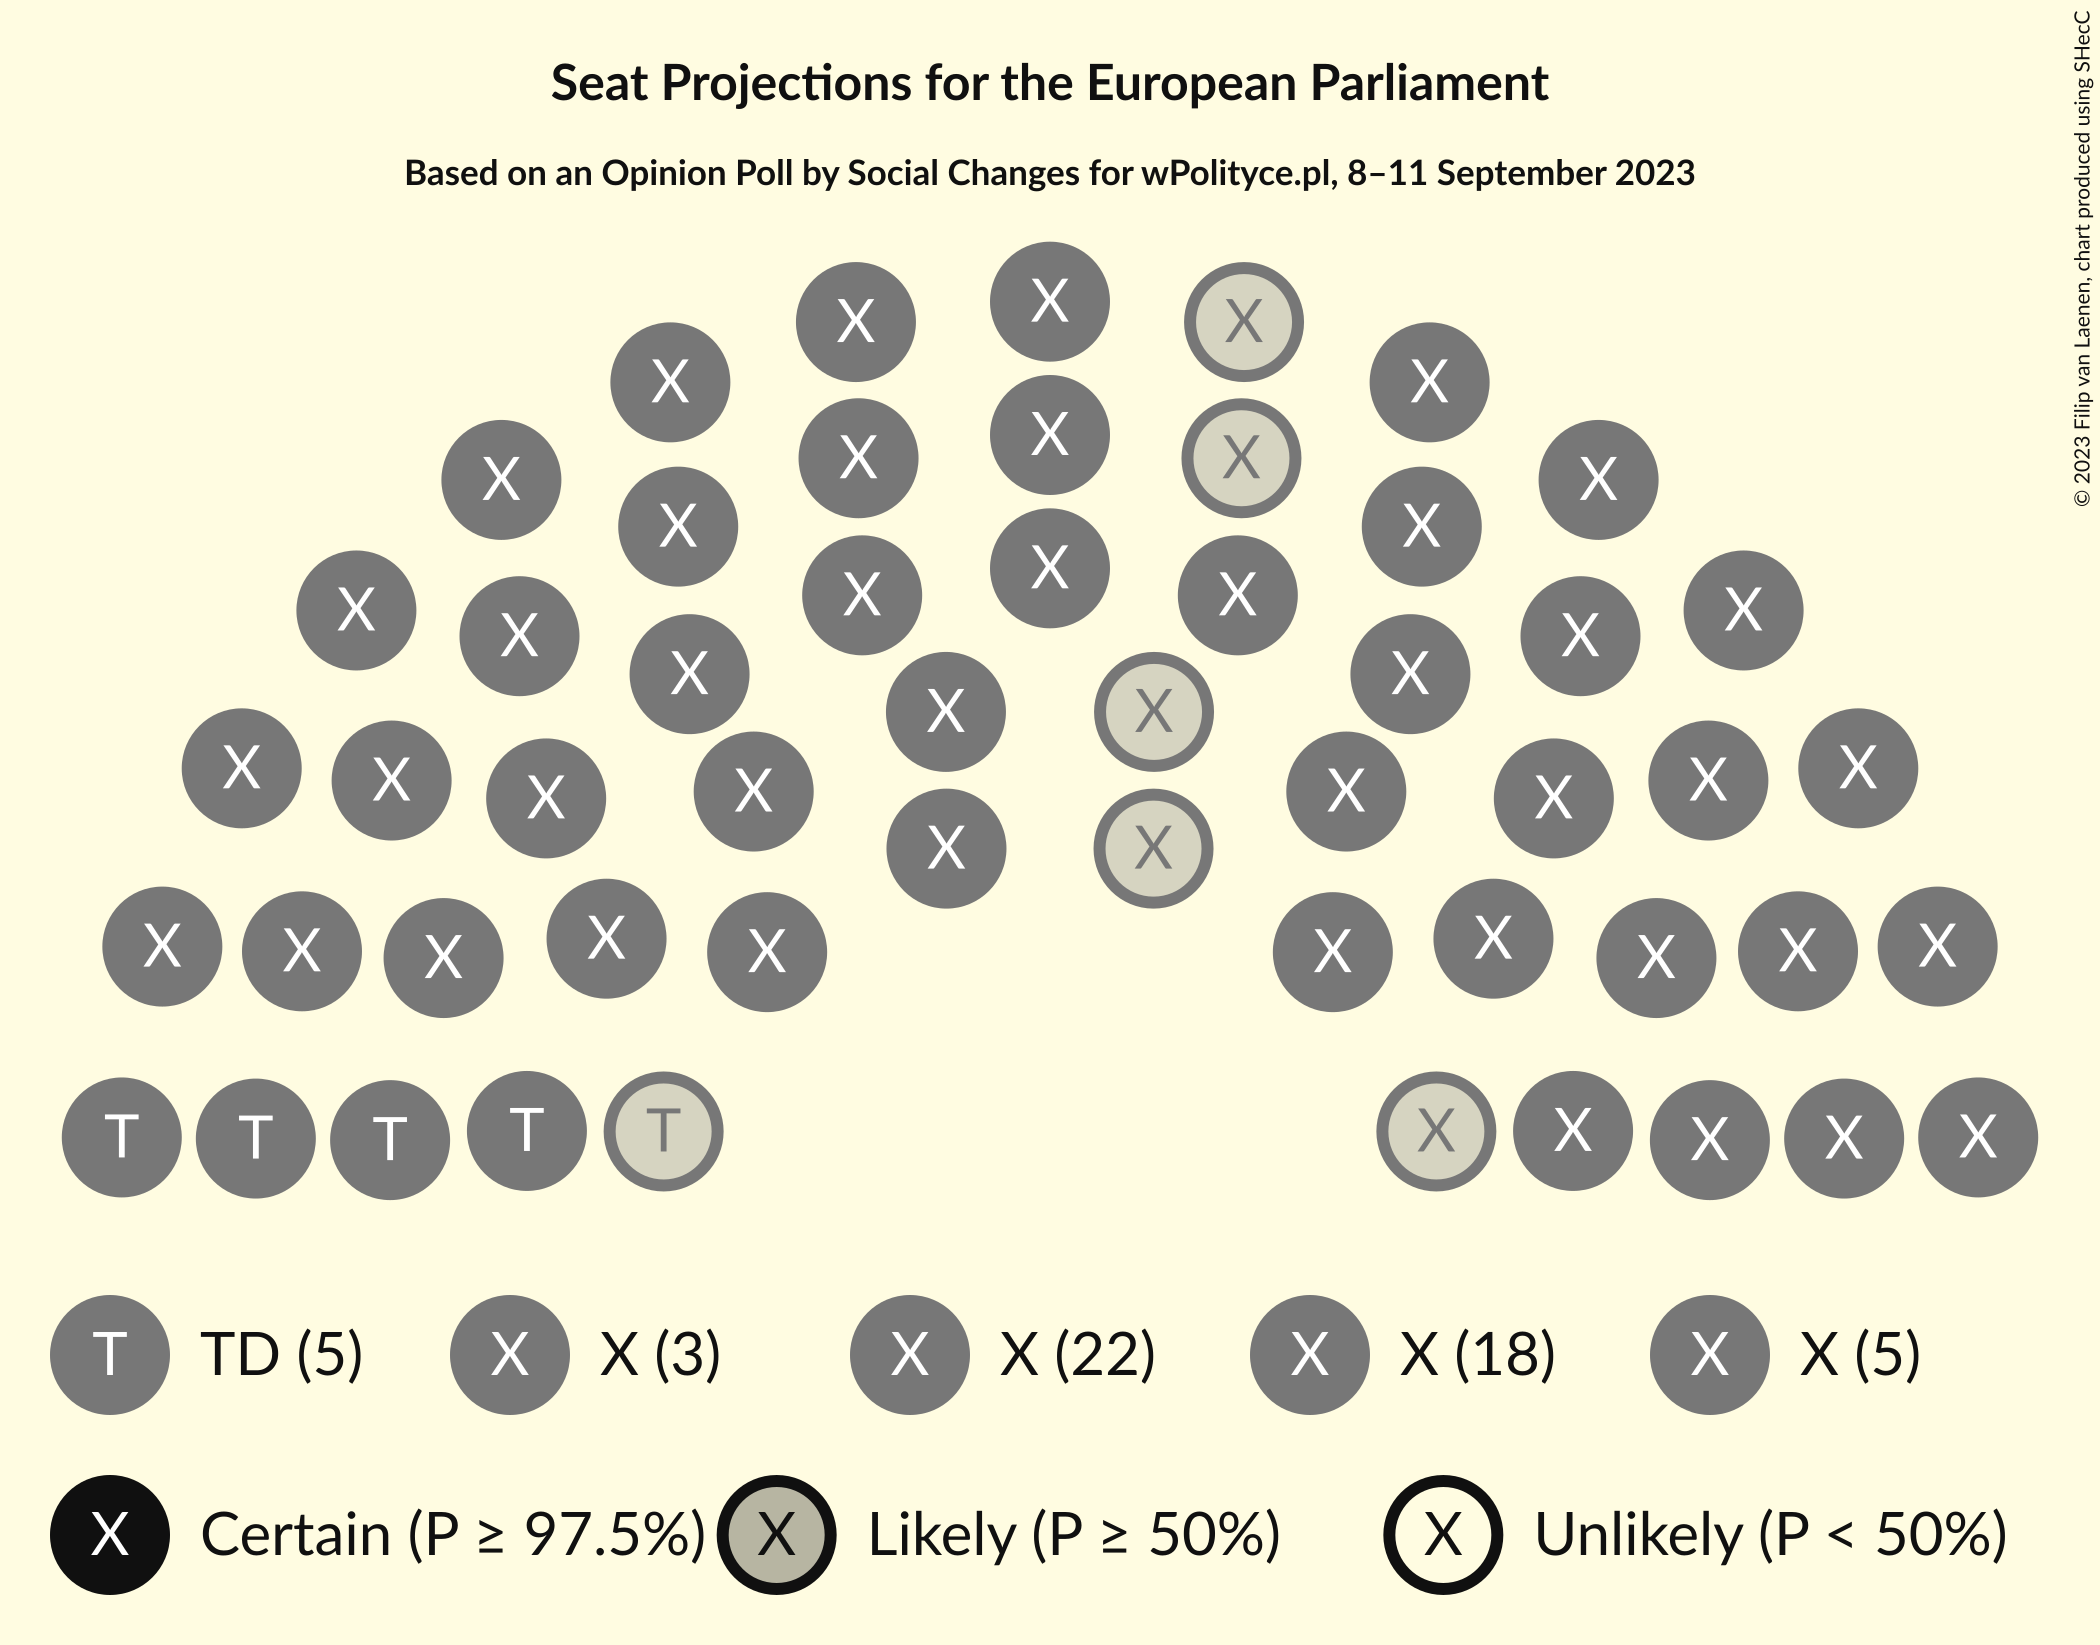 Seat Projections for the European Parliament
Based on an Opinion Poll by Social Changes for wPolityce.pl, 8–11 September 2023
© 2023 Filip van Laenen, chart produced using SHecC
X X X X X
X X X X X
X X X X X
X X X X X
X X X X X
X X X X X
X X X X X X X X
X X X X X X X X X X
T T T T T X X X X X
T TD (5) X X (3) X X (22) X X (18) X X (5)
X Certain (P ≥ 97.5%) X Likely (P ≥ 50%) X Unlikely (P < 50%)